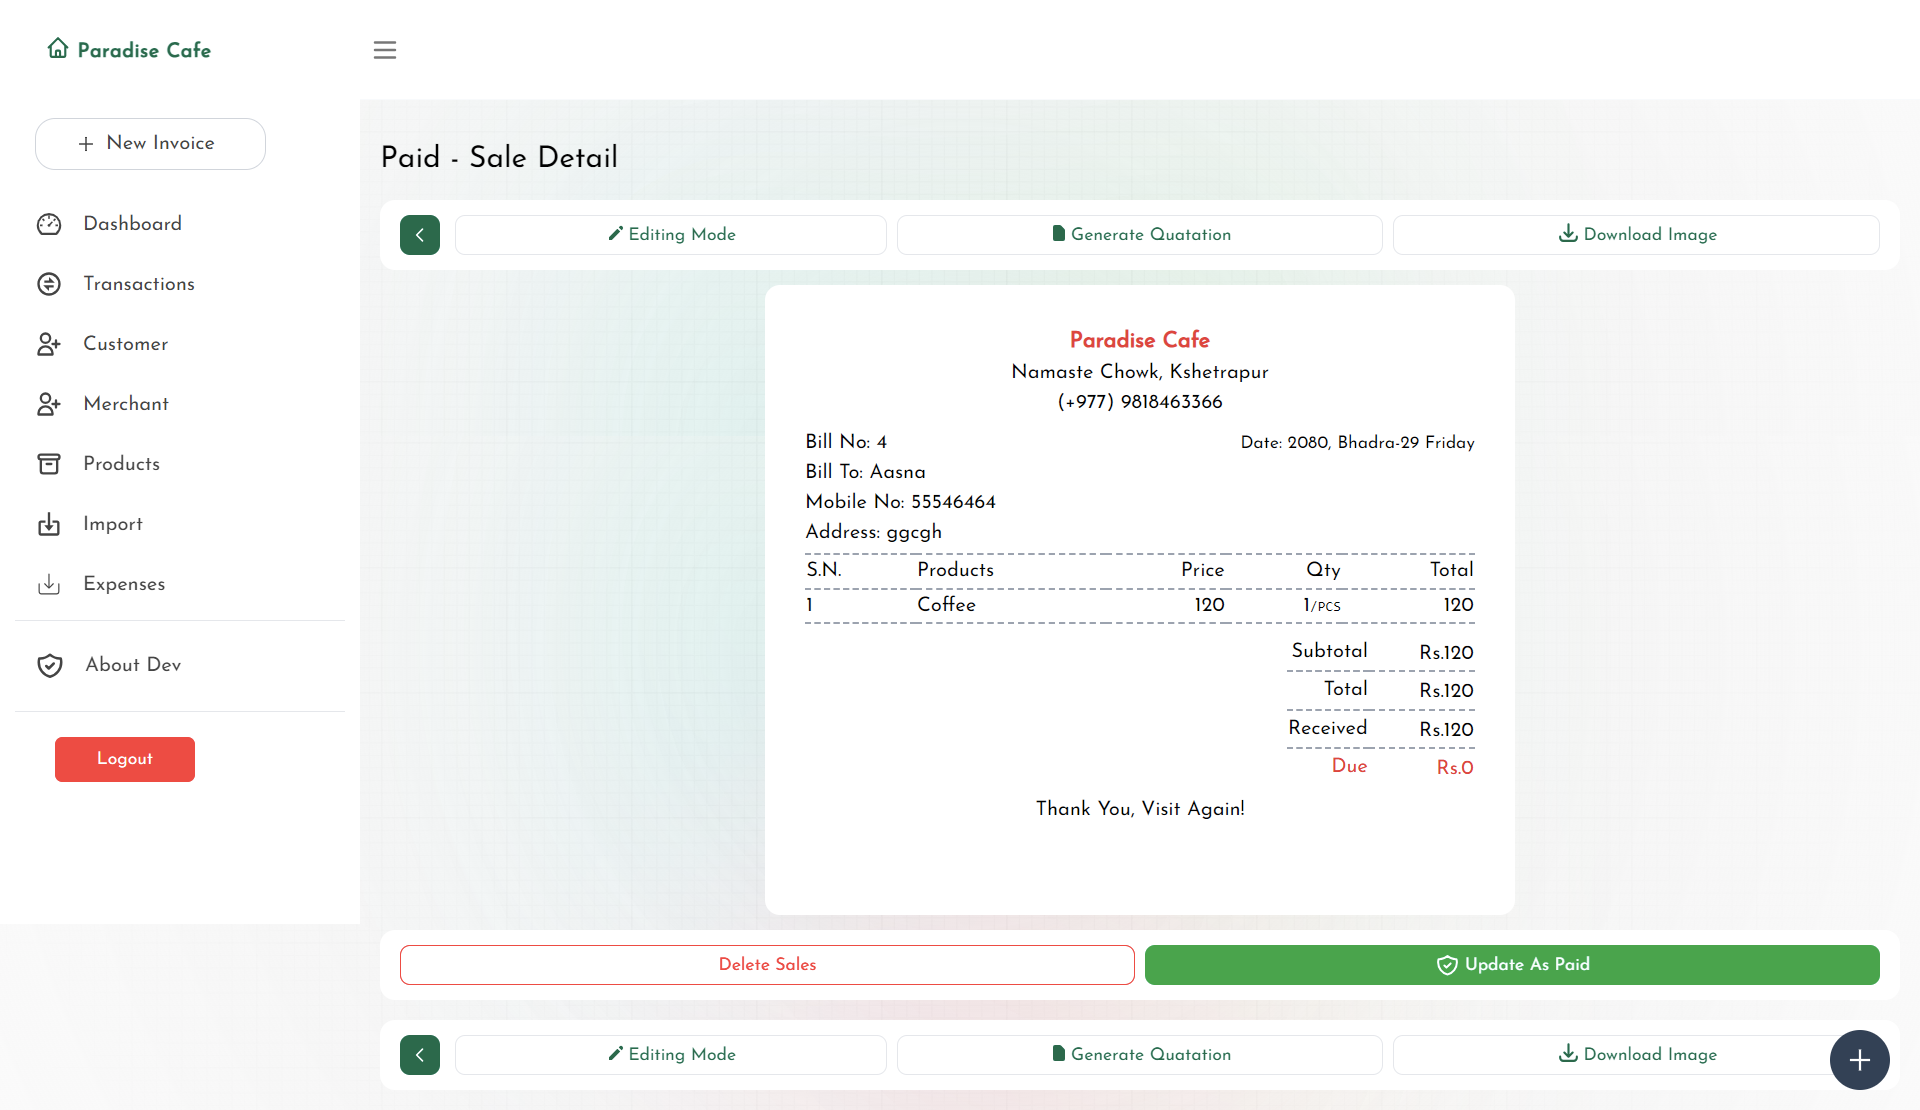 Paradise Cafe
New Invoice
Dashboard
Transactions
Customer
Merchant
Products
Import
Expenses
About Dev
Logout
Paid - Sale Detail
Editing Mode
Generate Quatation
Download Image
Paradise Cafe
Namaste Chowk, Kshetrapur
(+977) 9818463366
Bill No: 4 Date: 2080, Bhadra-29 Friday
Bill To: Aasna
Mobile No: 55546464
Address: ggcgh
S.N. Products Price Qty Total
1 Coffee 120 1/PCS 120
Subtotal Rs.120
Total Rs.120
Received Rs.120
Due Rs.0
Thank You, Visit Again!
Delete Sales
Update As Paid
Editing Mode
Generate Quatation
Download Image